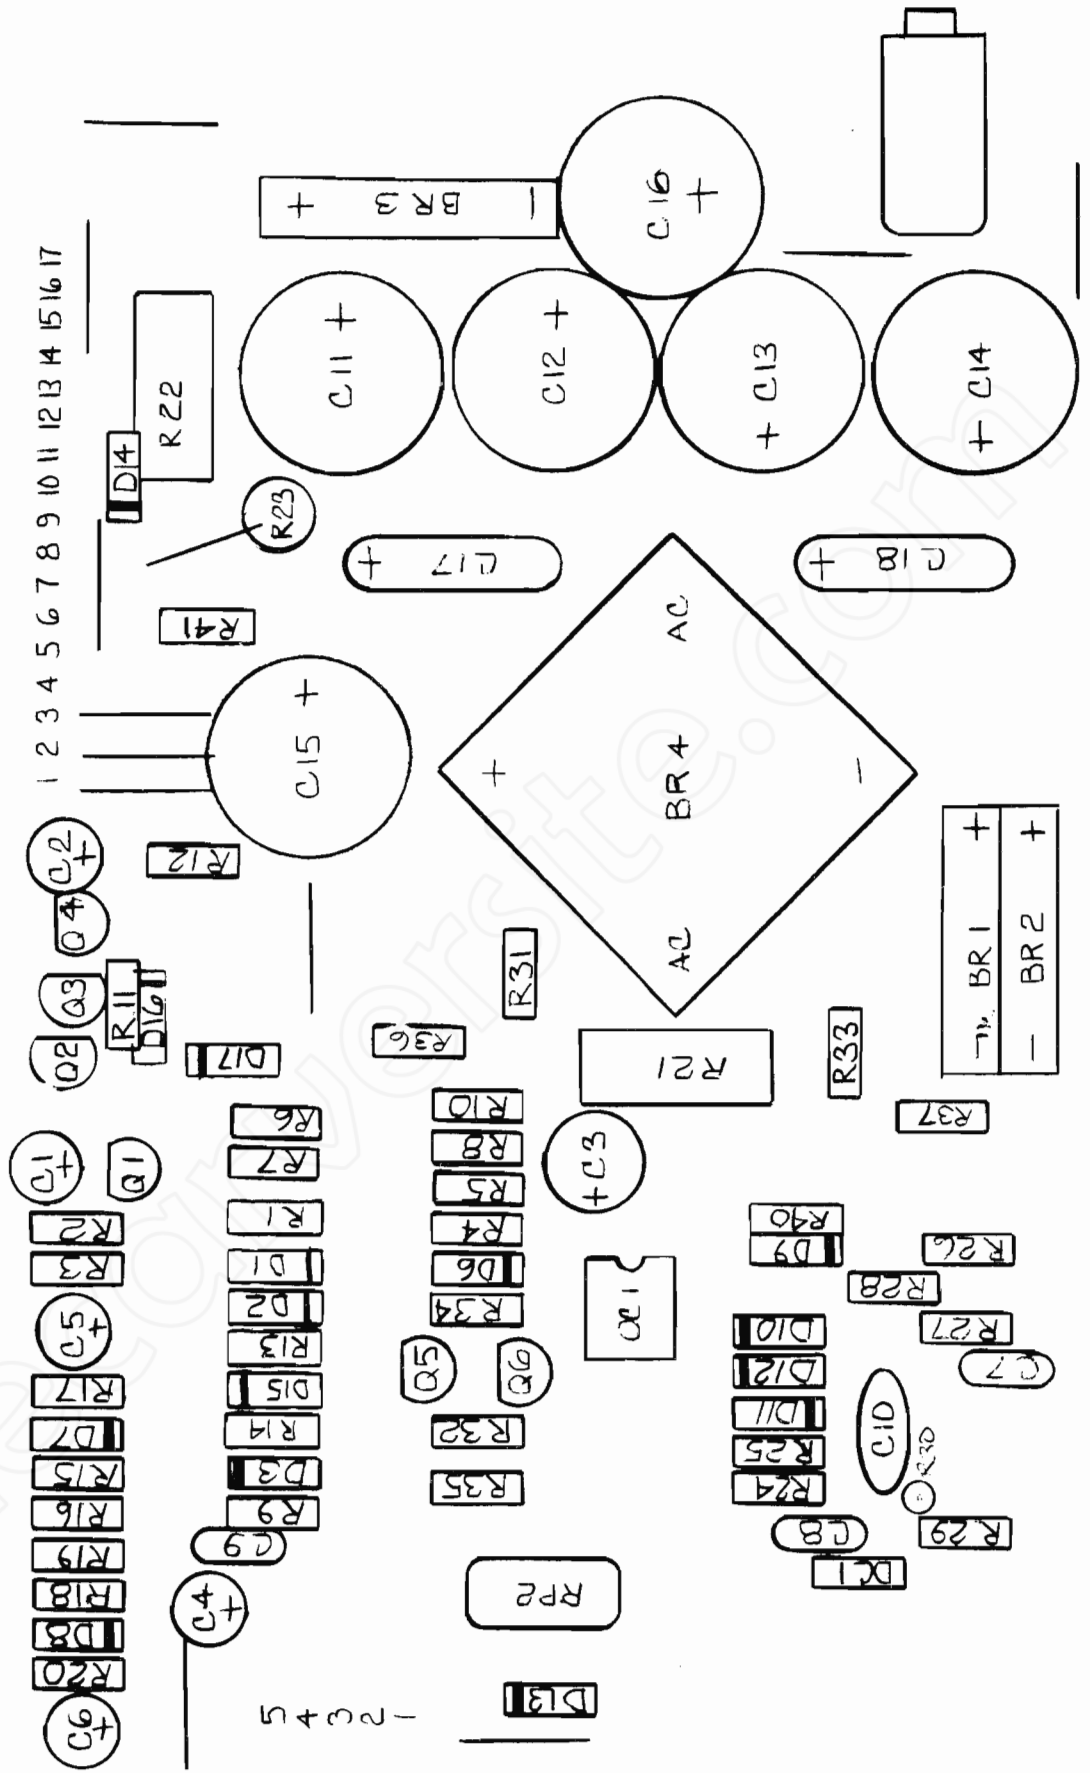 C16
+
+ BR3 -
1 2 3 4 5 6 7 8 9 10 11 12 13 14 15 16 17
R22
C11 +
C12 +
+ C13
+ C14
D14
R23
+ C17
+ C18
R41
AC
C15 +
+ BR4 -
AC
C2
+
R12
Q4
BR1 +
- BR2 +
Q3
R11
D16
R31
Q2
D17
R36
R21
R33
R37
C1
+
Q1
R6
R7
R10
R8
R5
+C3
R2
R3
R1
D1
D2
R4
D6
R34
OC1
R40
D9
R28
R26
R27
C7
C5
+
R13
Q5
Q6
D10
D12
D11
C10
R30
R17
D7
R15
R16
R19
R18
D8
R20
D15
R14
D3
R9
C9
R32
R35
R25
R24
C8
DC1
R29
C4
+
RP2
C6
+
5 4 3 2 1
D13
ecanversite.com